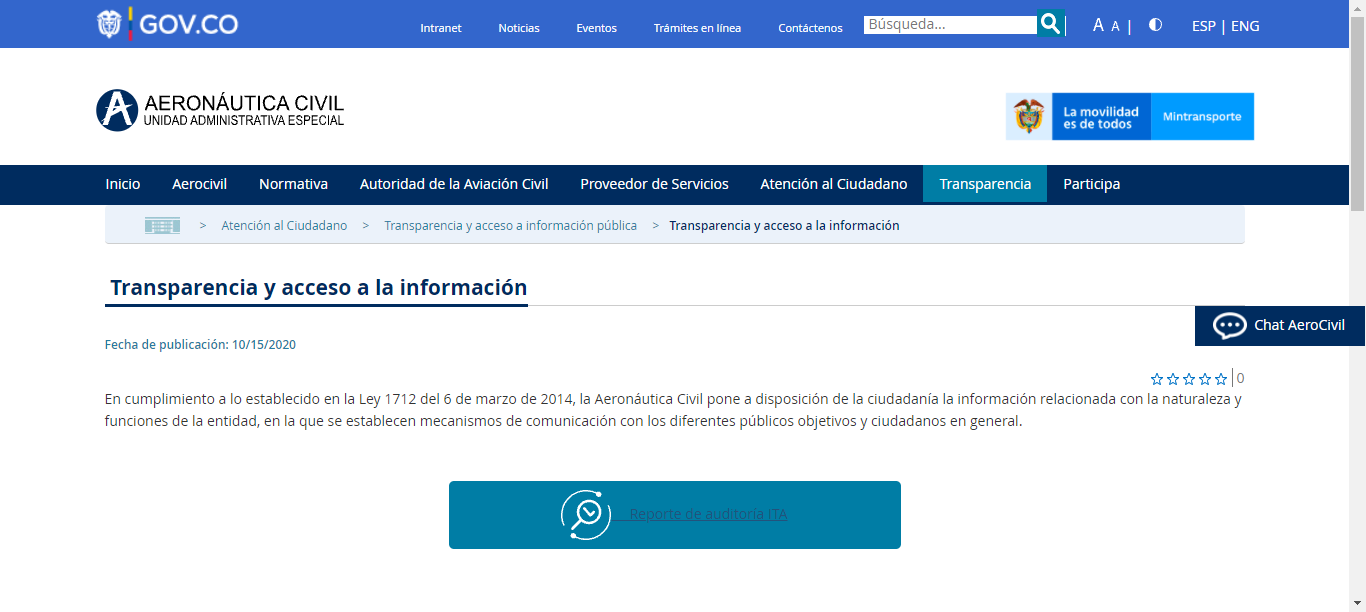 GOV.CO
Intranet Noticias Eventos Trámites en línea Contáctenos Búsqueda... A A | ESP | ENG
AERONÁUTICA CIVIL
UNIDAD ADMINISTRATIVA ESPECIAL
La movilidad
es de todos
Mintransporte
Inicio Aerocivil Normativa Autoridad de la Aviación Civil Proveedor de Servicios Atención al Ciudadano Transparencia Participa
> Atención al Ciudadano > Transparencia y acceso a información pública > Transparencia y acceso a la información
Transparencia y acceso a la información
Chat AeroCivil
Fecha de publicación: 10/15/2020
0
En cumplimiento a lo establecido en la Ley 1712 del 6 de marzo de 2014, la Aeronáutica Civil pone a disposición de la ciudadanía la información relacionada con la naturaleza y
funciones de la entidad, en la que se establecen mecanismos de comunicación con los diferentes públicos objetivos y ciudadanos en general.
Reporte de auditoria ITA